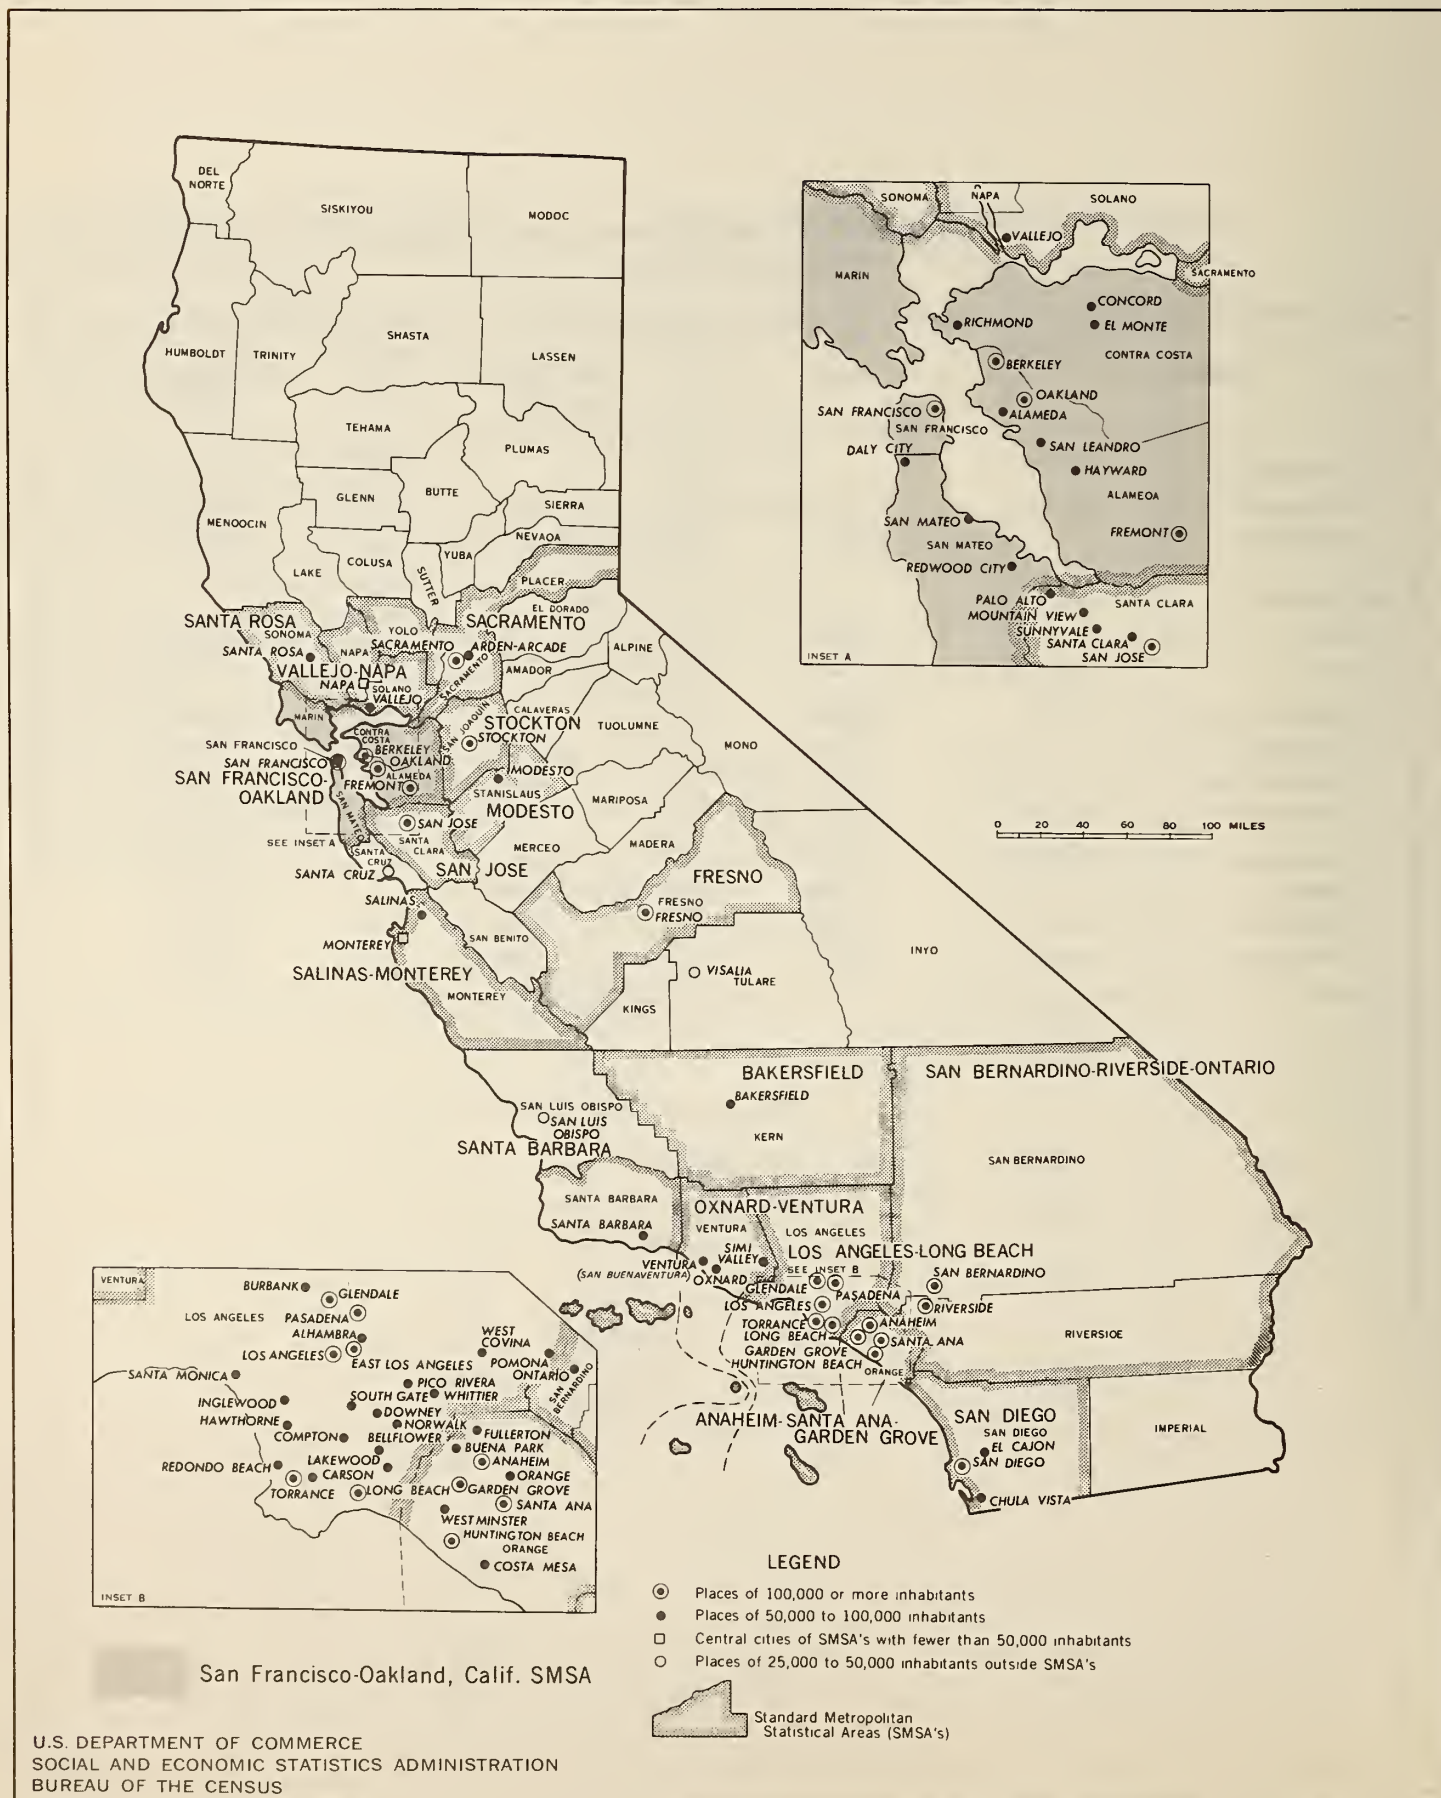 DEL
NORTE
SISKIYOU
MODOC
HUMBOLDT
TRINITY
SHASTA
LASSEN
TEHAMA
PLUMAS
GLENN
BUTTE
SIERRA
MENOOCIN
NEVAOA
COLUSA
YUBA
LAKE
SUTTER
PLACER
EL DORADO
SANTA ROSA
SACRAMENTO
SONOMA
YOLO
SACRAMENTO
ARDEN-ARCADE
SANTA ROSA
NAPA
ALPINE
VALLEJO-NAPA
SACRAMENTO
AMADOR
NAPA
SOLANO
VALLEJO
CALAVERAS
MARIN
SAN JOAQUIN
STOCKTON
TUOLUMNE
CONTRA
COSTA
STOCKTON
SAN FRANCISCO
BERKELEY
MONO
SAN FRANCISCO
OAKLAND
MODESTO
SAN FRANCISCO-
OAKLAND
ALAMEDA
FREMONT
STANISLAUS
MARIPOSA
MODESTO
SAN MATEO
SAN JOSE
SEE INSET A
SANTA
CLARA
MERCEO
MADERA
SANTA
CRUZ
SAN JOSE
SANTA CRUZ
FRESNO
SALINAS
FRESNO
FRESNO
MONTEREY
SAN BENITO
INYO
SALINAS-MONTEREY
VISALIA
TULARE
MONTEREY
KINGS
BAKERSFIELD
SAN BERNARDINO-RIVERSIDE-ONTARIO
BAKERSFIELD
SAN LUIS OBISPO
SAN LUIS
OBISPO
KERN
SANTA BARBARA
SAN BERNARDINO
SANTA BARBARA
OXNARD-VENTURA
SANTA BARBARA
VENTURA
LOS ANGELES
SIMI
VALLEY
LOS ANGELES-LONG BEACH
VENTURA
(SAN BUENAVENTURA)
OXNARD
SEE INSET B
SAN BERNARDINO
GLENDALE
PASADENA
LOS ANGELES
RIVERSIDE
TORRANCE
ANAHEIM
LONG BEACH
SANTA ANA
RIVERSIOE
GARDEN GROVE
HUNTINGTON BEACH
ORANGE
ANAHEIM-SANTA ANA-
GARDEN GROVE
SAN DIEGO
SAN DIEGO
EL CAJON
SAN DIEGO
IMPERIAL
CHULA VISTA
0 20 40 60 80 100 MILES
SONOMA
NAPA
SOLANO
VALLEJO
MARIN
SACRAMENTO
CONCORD
RICHMOND
EL MONTE
CONTRA COSTA
BERKELEY
OAKLAND
SAN FRANCISCO
ALAMEDA
SAN FRANCISCO
DALY CITY
SAN LEANDRO
HAYWARD
ALAMEOA
SAN MATEO
FREMONT
SAN MATEO
REDWOOD CITY
PALO ALTO
SANTA CLARA
MOUNTAIN VIEW
SUNNYVALE
SANTA CLARA
SAN JOSE
INSET A
VENTURA
BURBANK
GLENDALE
LOS ANGELES
PASADENA
ALHAMBRA
WEST
COVINA
LOS ANGELES
EAST LOS ANGELES
POMONA
ONTARIO
SANTA MONICA
PICO RIVERA
SAN
BERNARDINO
SOUTH GATE
WHITTIER
INGLEWOOD
DOWNEY
HAWTHORNE
NORWALK
COMPTON
BELLFLOWER
FULLERTON
BUENA PARK
LAKEWOOD
ANAHEIM
REDONDO BEACH
CARSON
ORANGE
TORRANCE
LONG BEACH
GARDEN GROVE
SANTA ANA
WESTMINSTER
HUNTINGTON BEACH
ORANGE
COSTA MESA
INSET B
LEGEND
Places of 100,000 or more inhabitants
Places of 50,000 to 100,000 inhabitants
Central cities of SMSA's with fewer than 50,000 inhabitants
Places of 25,000 to 50,000 inhabitants outside SMSA's
Standard Metropolitan
Statistical Areas (SMSA's)
San Francisco-Oakland, Calif. SMSA
U.S. DEPARTMENT OF COMMERCE
SOCIAL AND ECONOMIC STATISTICS ADMINISTRATION
BUREAU OF THE CENSUS